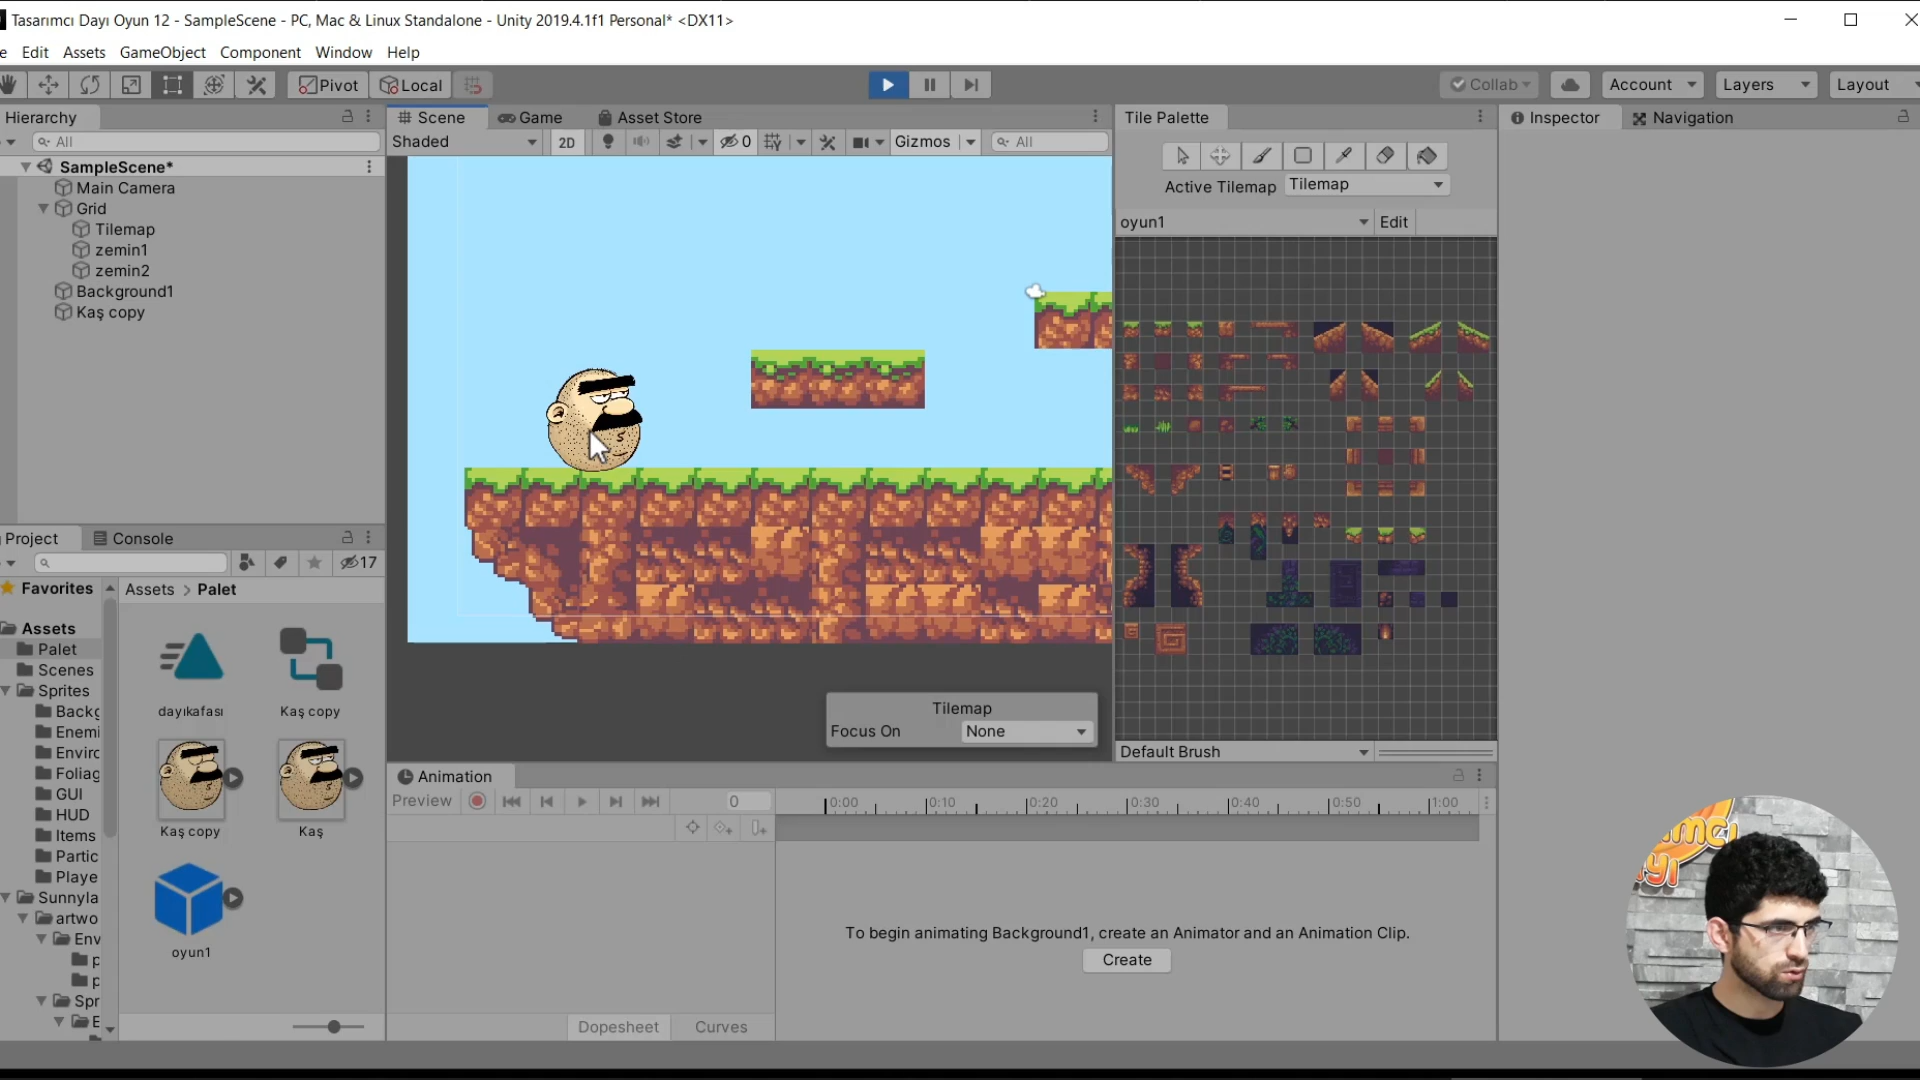 Tasarımcı Dayı Oyun 12 - SampleScene - PC, Mac & Linux Standalone - Unity 2019.4.1f1 Personal* <DX11>
Edit Assets GameObject Component Window Help
Pivot Local Collab Account Layers Layout
Hierarchy
All
SampleScene*
Main Camera
Grid
Tilemap
zemin1
zemin2
Background1
Kaş copy
Scene Game Asset Store
Shaded 2D 0 Gizmos All
Tilemap
Focus On None
Tile Palette
Active Tilemap Tilemap
oyun1 Edit
Default Brush
Inspector Navigation
Project Console
17
Favorites
Assets
Palet
Scenes
Sprites
Backg
Enemi
Enviro
Foliag
GUI
HUD
Items
Partic
Playe
Sunnyla
artwo
Env
p
p
Spr
E
Assets > Palet
dayıkafası Kaş copy
Kaş copy Kaş
oyun1
Animation
Preview 0 0:00 0:10 0:20 0:30 0:40 0:50 1:00
To begin animating Background1, create an Animator and an Animation Clip.
Create
Dopesheet Curves